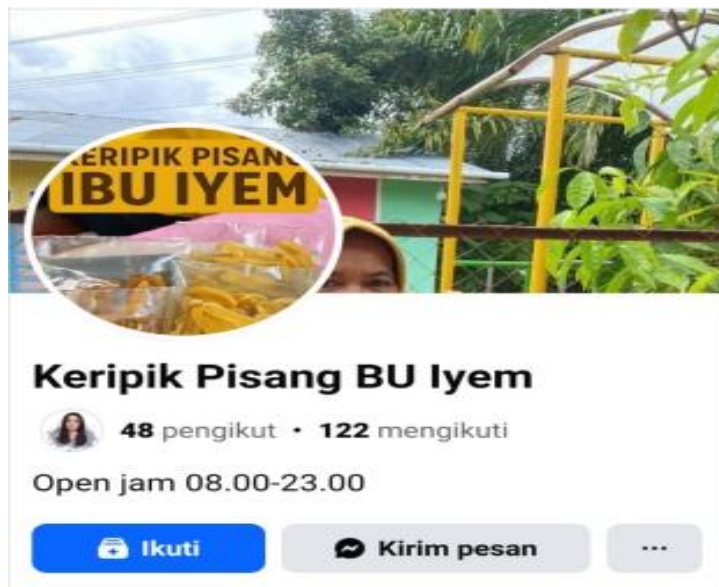 KERIPIK PISANG
IBU IYEM
Keripik Pisang BU Iyem
48 pengikut • 122 mengikuti
Open jam 08.00-23.00
Ikuti
Kirim pesan
...